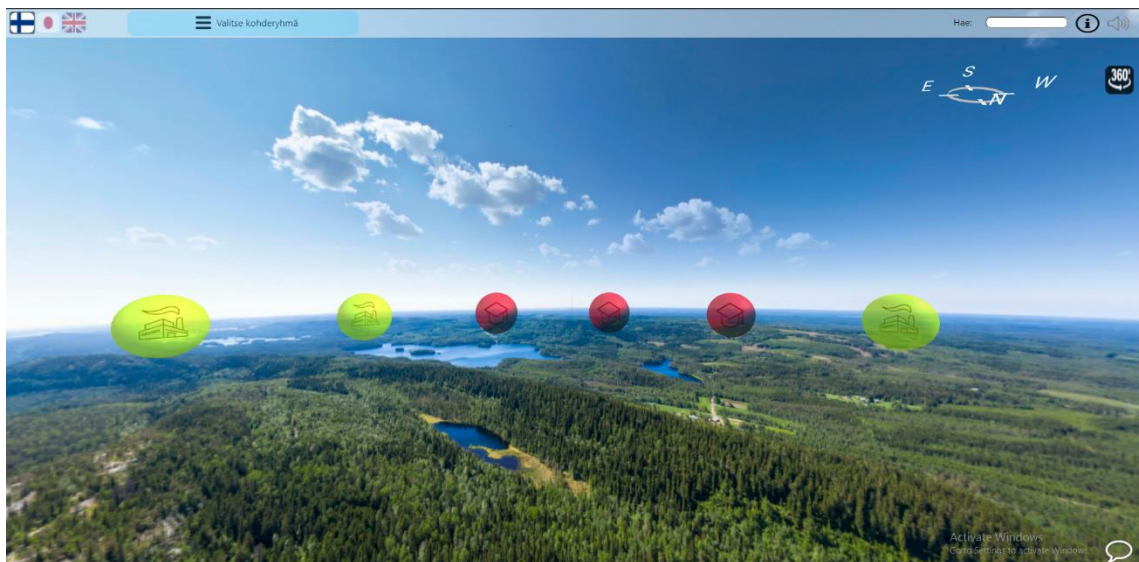 Valitse kohderyhmä
Hae:
i
S
E
W
N
360°
Activate Windows
Go to Settings to activate Windows.